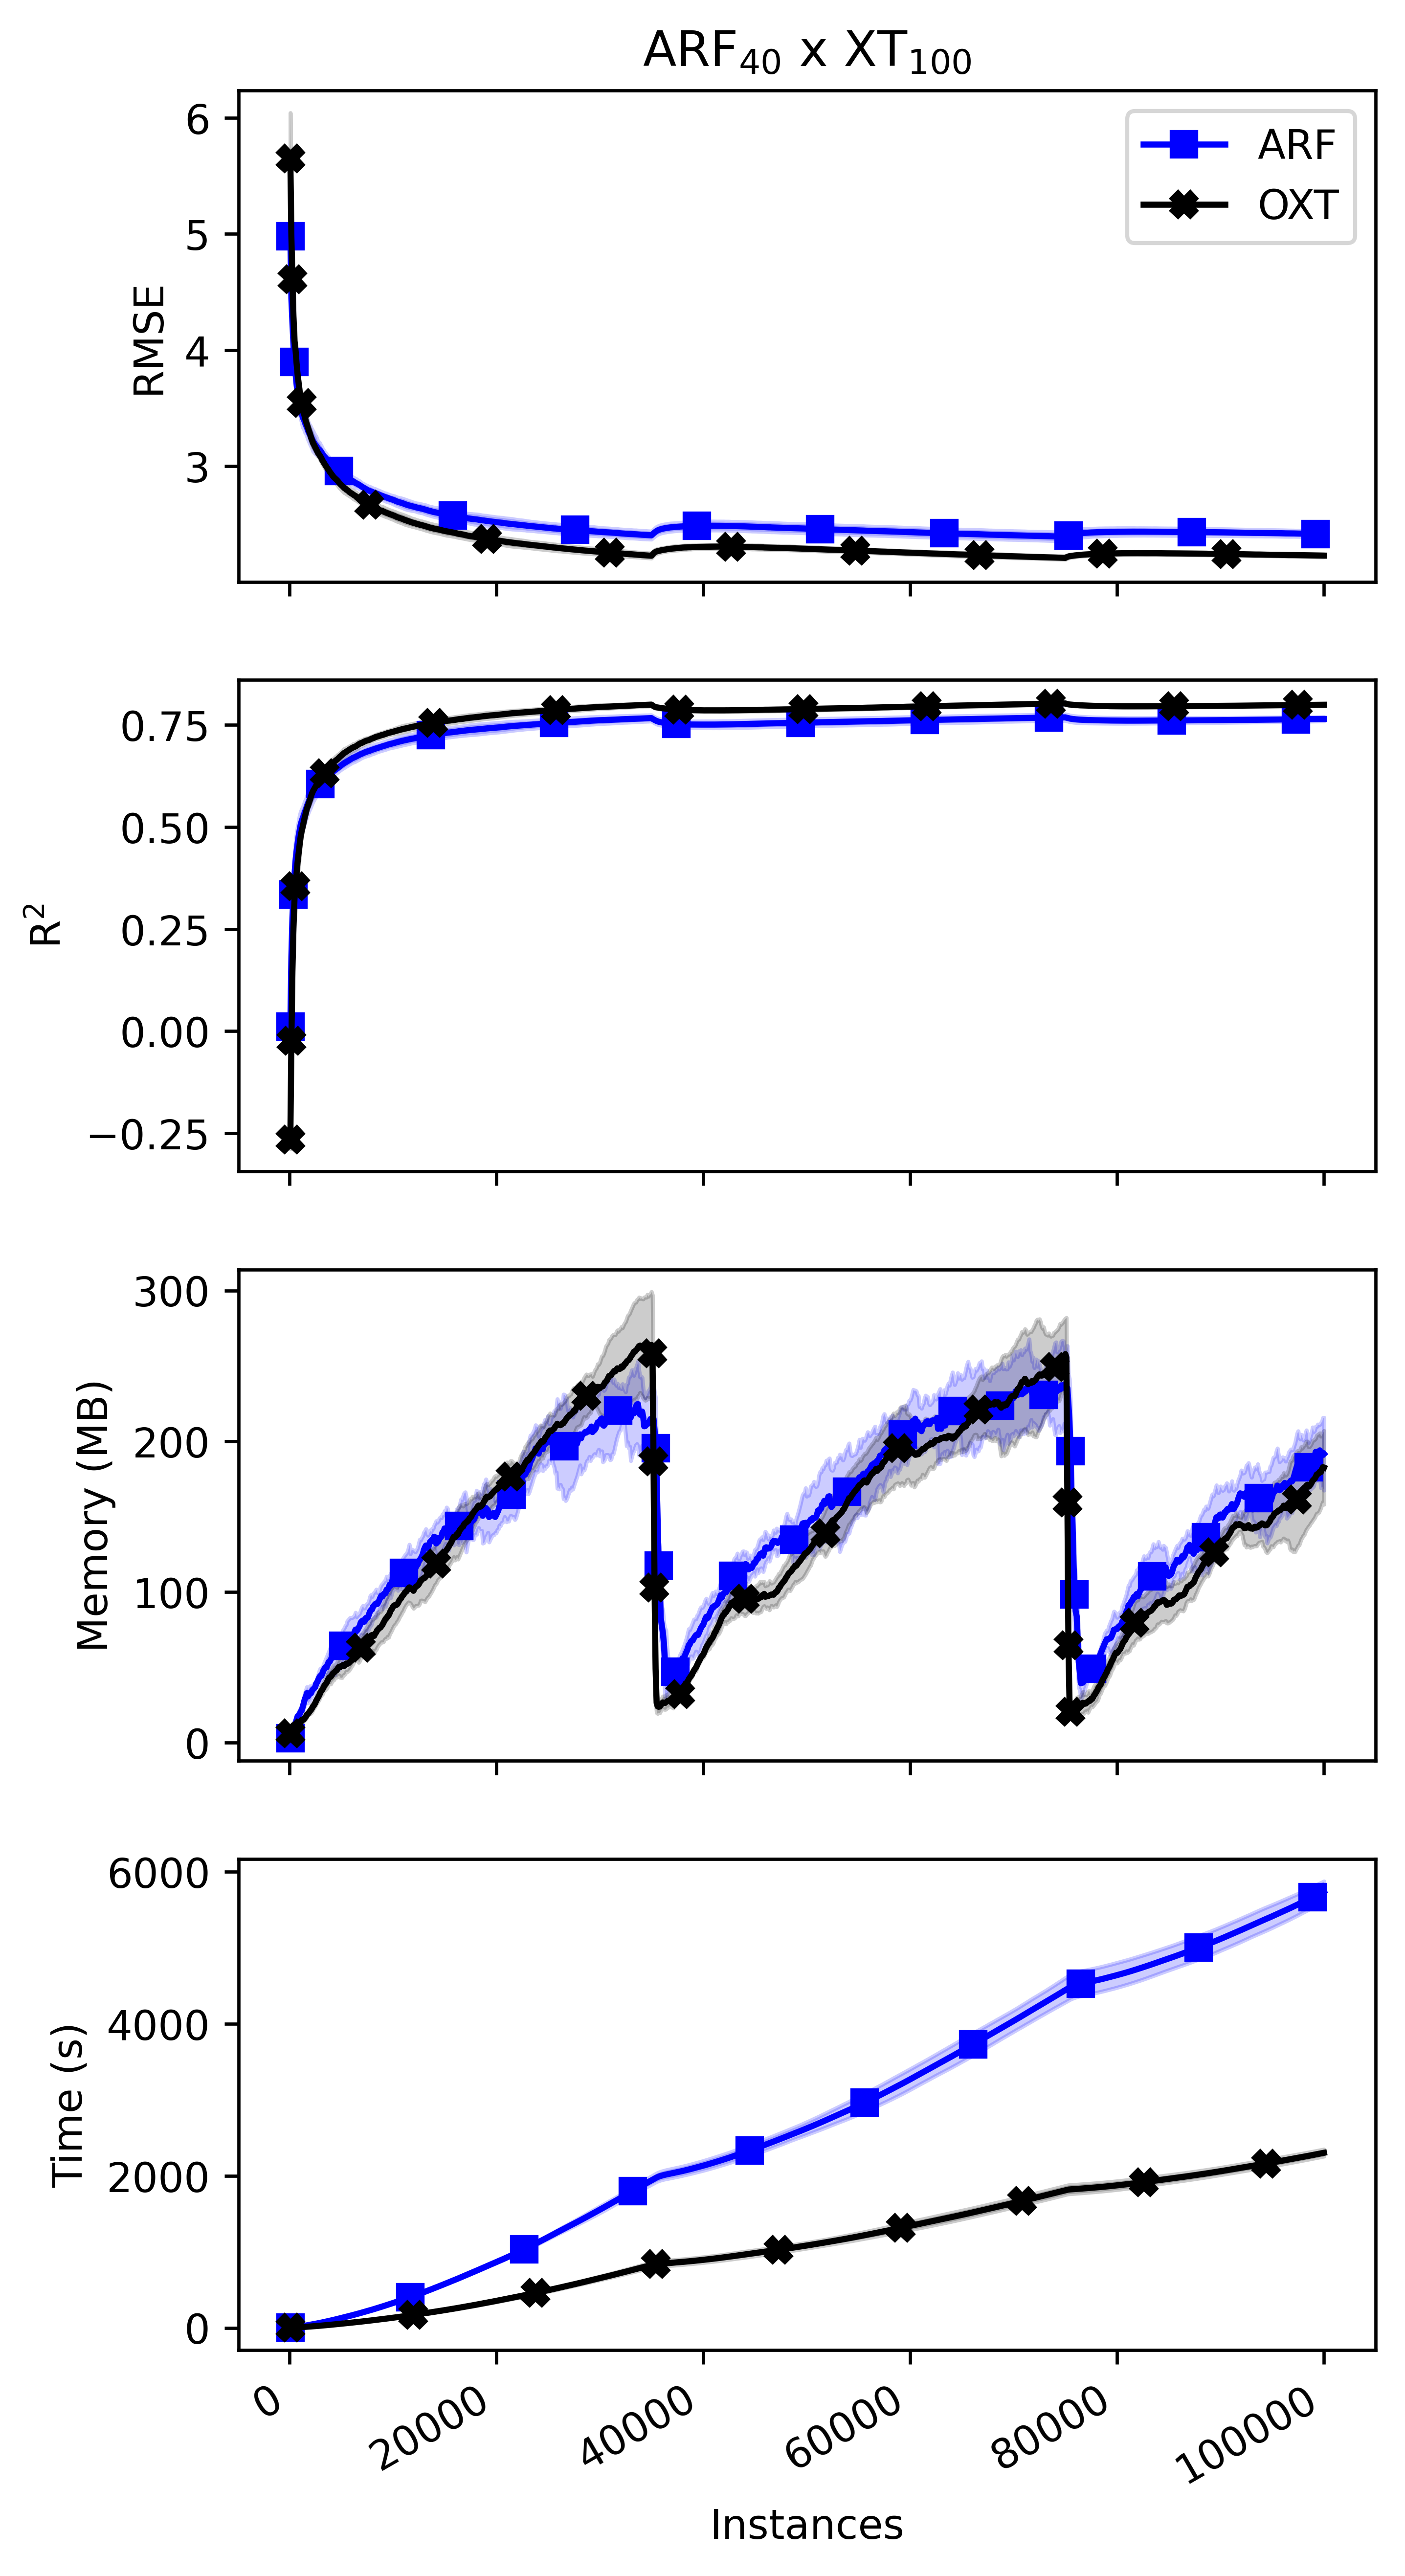 ARF₄₀ x XT₁₀₀
6
5
4
3
RMSE
ARF
OXT
0.75
0.50
0.25
0.00
−0.25
R²
300
200
100
0
Memory (MB)
6000
4000
2000
0
Time (s)
0
20000
40000
60000
80000
100000
Instances